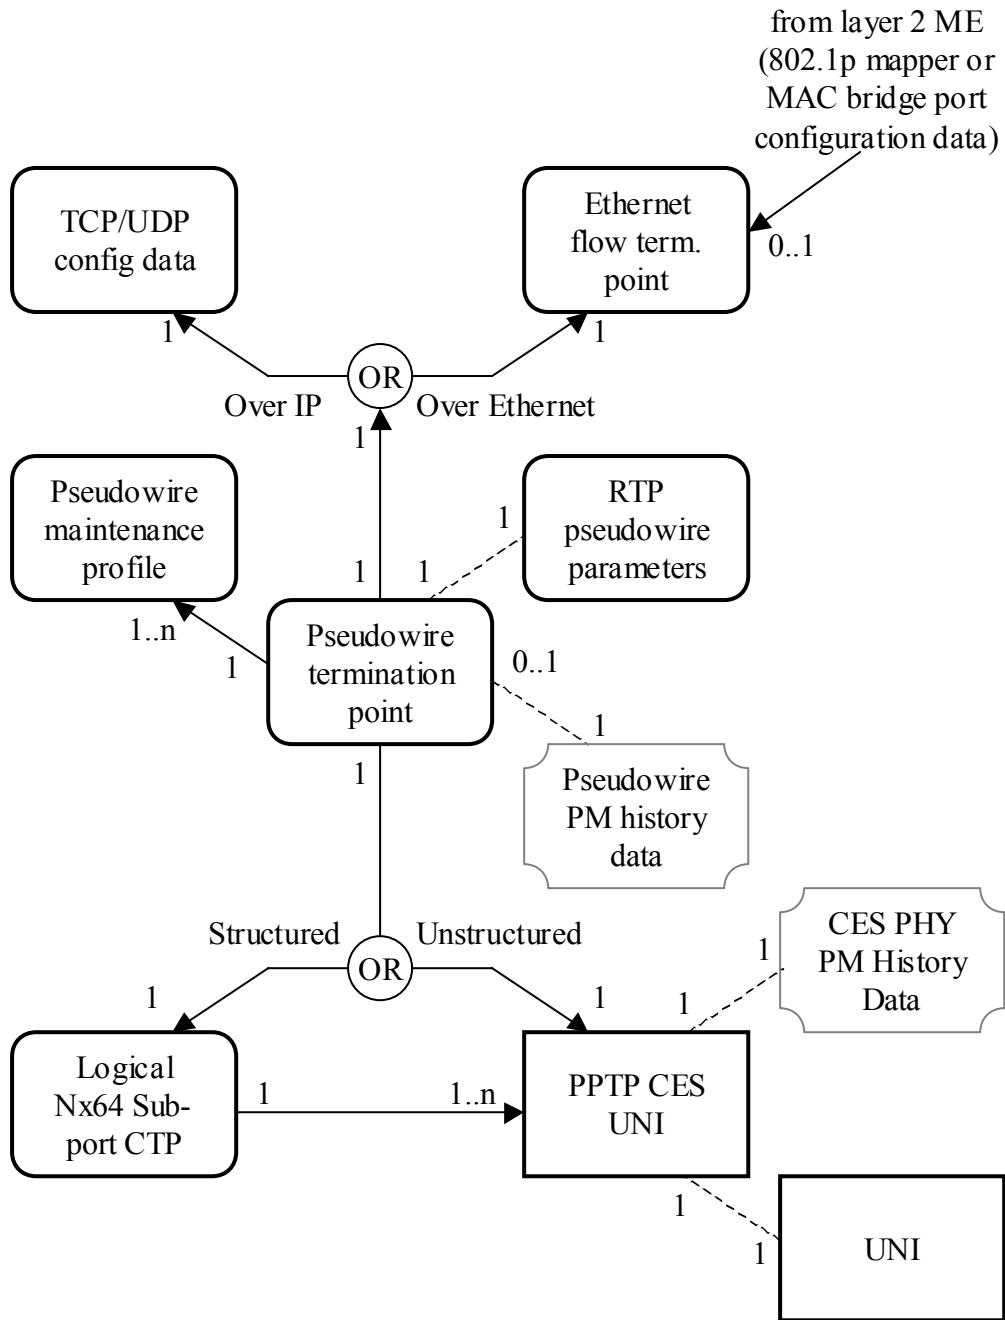 from layer 2 ME
(802.1p mapper or
MAC bridge port
configuration data)
0..1
TCP/UDP
config data
Ethernet
flow term.
point
1
1
OR
Over IP
Over Ethernet
1
Pseudowire
maintenance
profile
RTP
pseudowire
parameters
1
1
1
1..n
1
Pseudowire
termination
point
0..1
1
1
Pseudowire
PM history
data
Structured
Unstructured
OR
CES PHY
PM History
Data
1
1
1
1
Logical
Nx64 Sub-
port CTP
1
1..n
PPTP CES
UNI
1
1
UNI